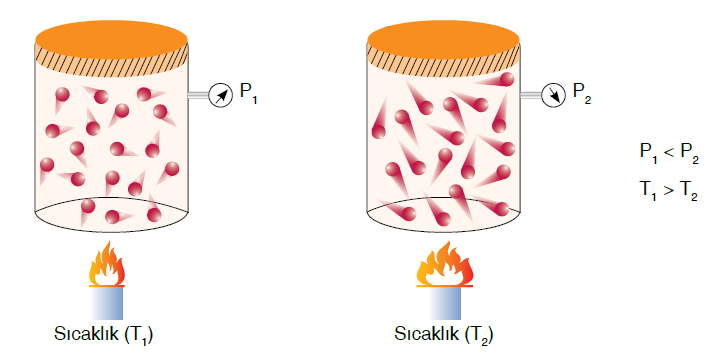 P₁
P₂
P₁ < P₂
T₁ > T₂
Sıcaklık (T₁)
Sıcaklık (T₂)